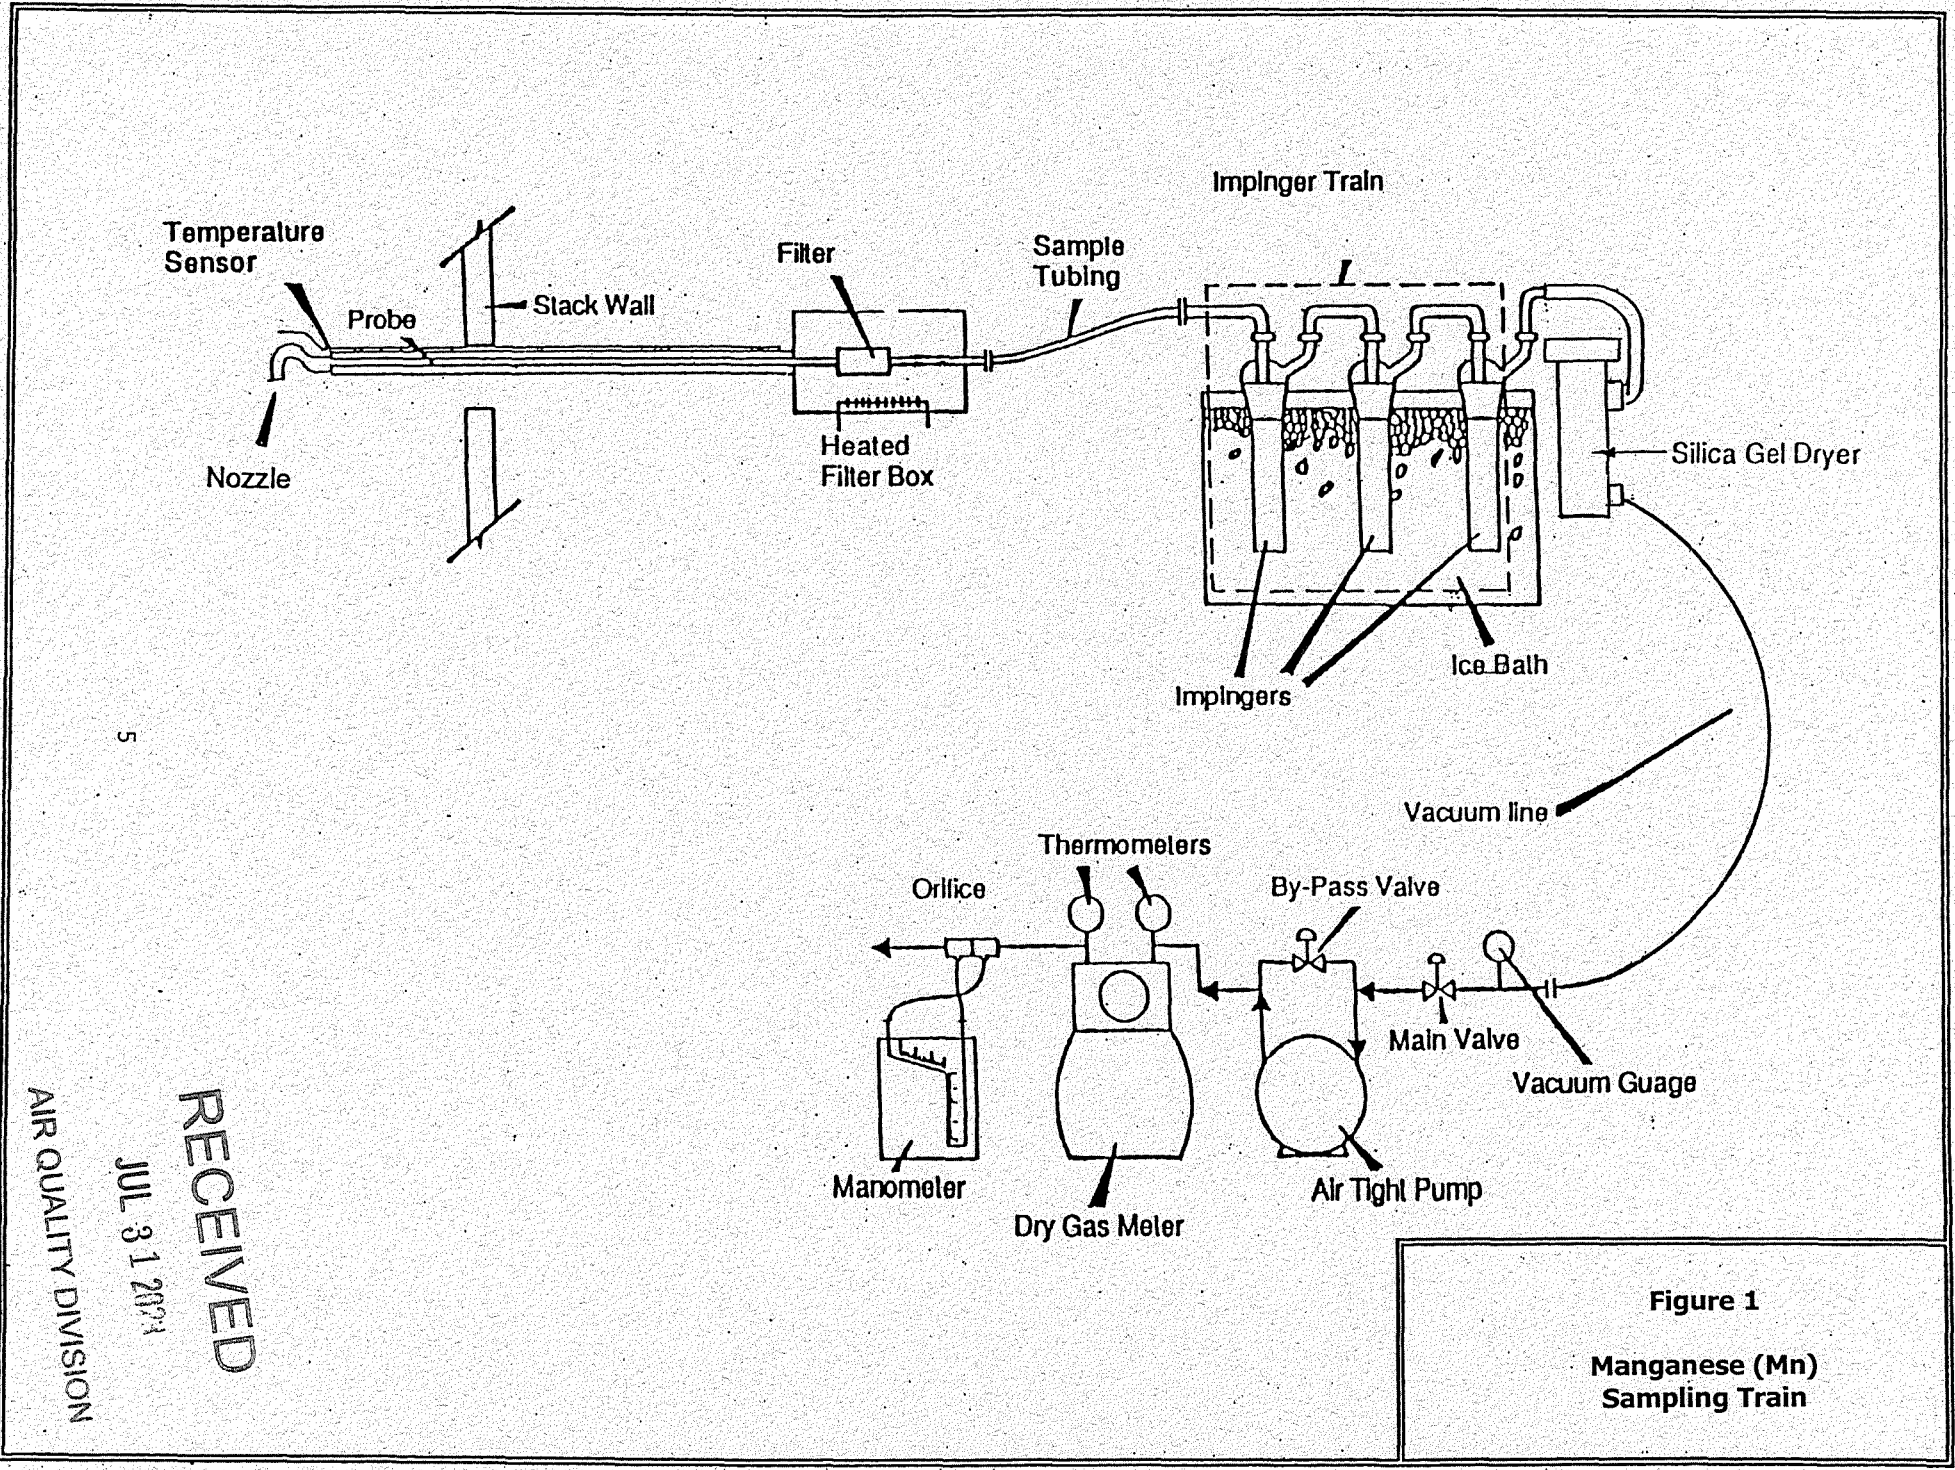 Impinger Train
Temperature
Sensor
Filter
Sample
Tubing
Probe
Stack Wall
Nozzle
Heated
Filter Box
Silica Gel Dryer
Ice Bath
Impingers
5
Vacuum line
Thermometers
Orifice
By-Pass Valve
Main Valve
Vacuum Guage
Manometer
Air Tight Pump
Dry Gas Meter
RECEIVED
JUL 31
AIR QUALITY DIVISION
Figure 1
Manganese (Mn)
Sampling Train